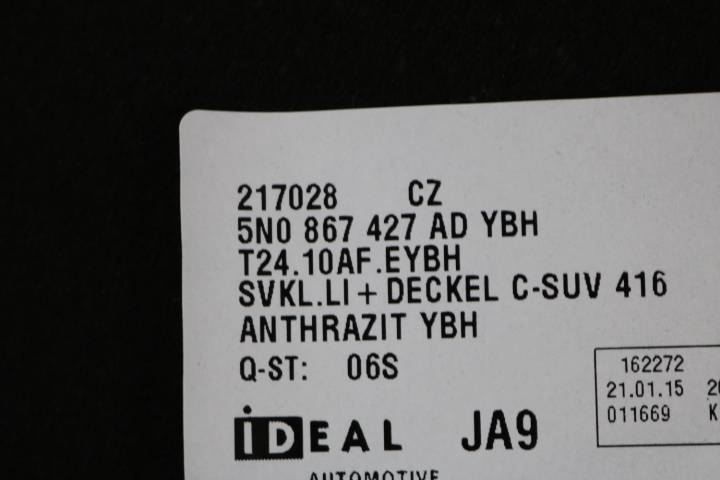 217028 CZ
5N0 867 427 AD YBH
T24.10AF.EYBH
SVKL.LI+DECKEL C-SUV 416
ANTHRAZIT YBH
Q-ST: 06S
162272
21.01.15
011669 K
iDEAL JA9
AUTOMOTIVE